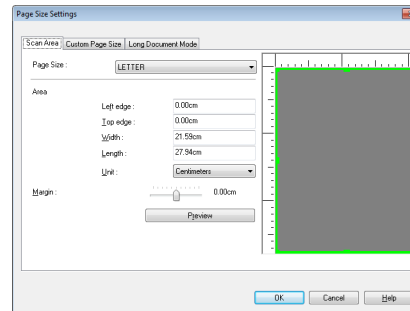 Page Size Settings
Scan Area Custom Page Size Long Document Mode
Page Size : LETTER
Area
Left edge : 0.00cm
Top edge : 0.00cm
Width : 21.59cm
Length : 27.94cm
Unit : Centimeters
Margin : 0.00cm
Preview
OK Cancel Help